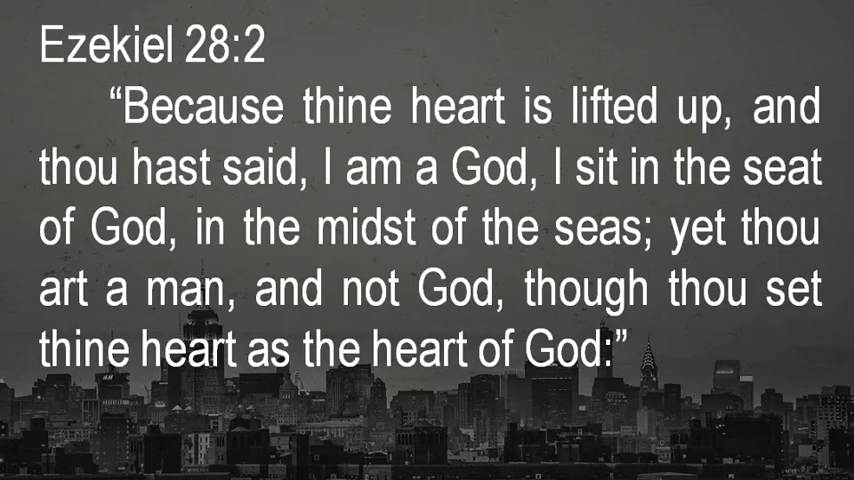 Ezekiel 28:2
“Because thine heart is lifted up, and
thou hast said, I am a God, I sit in the seat
of God, in the midst of the seas; yet thou
art a man, and not God, though thou set
thine heart as the heart of God:”